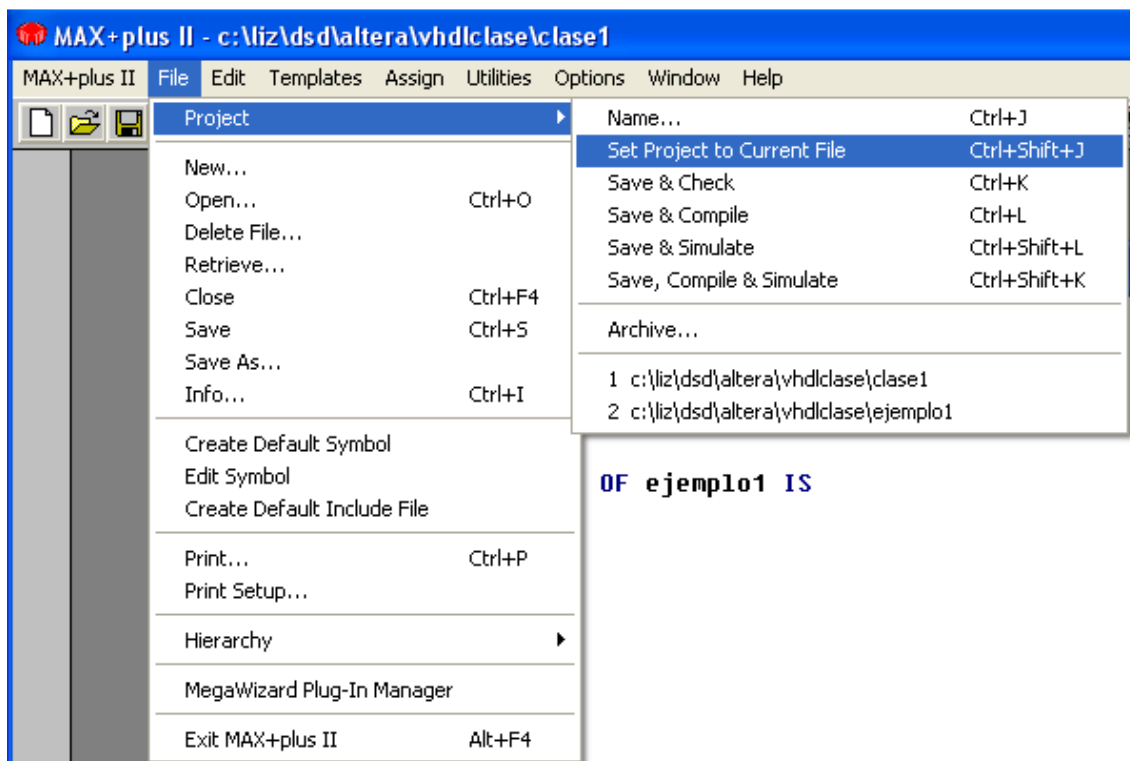 MAX+plus II - c:\liz\dsd\altera\vhdlclase\clase1
MAX+plus II File Edit Templates Assign Utilities Options Window Help
Project
New...
Open... Ctrl+O
Delete File...
Retrieve...
Close Ctrl+F4
Save Ctrl+S
Save As...
Info... Ctrl+I
Create Default Symbol
Edit Symbol
Create Default Include File
Print... Ctrl+P
Print Setup...
Hierarchy
MegaWizard Plug-In Manager
Exit MAX+plus II Alt+F4
Name... Ctrl+J
Set Project to Current File Ctrl+Shift+J
Save & Check Ctrl+K
Save & Compile Ctrl+L
Save & Simulate Ctrl+Shift+L
Save, Compile & Simulate Ctrl+Shift+K
Archive...
1 c:\liz\dsd\altera\vhdlclase\clase1
2 c:\liz\dsd\altera\vhdlclase\ejemplo1
OF ejemplo1 IS